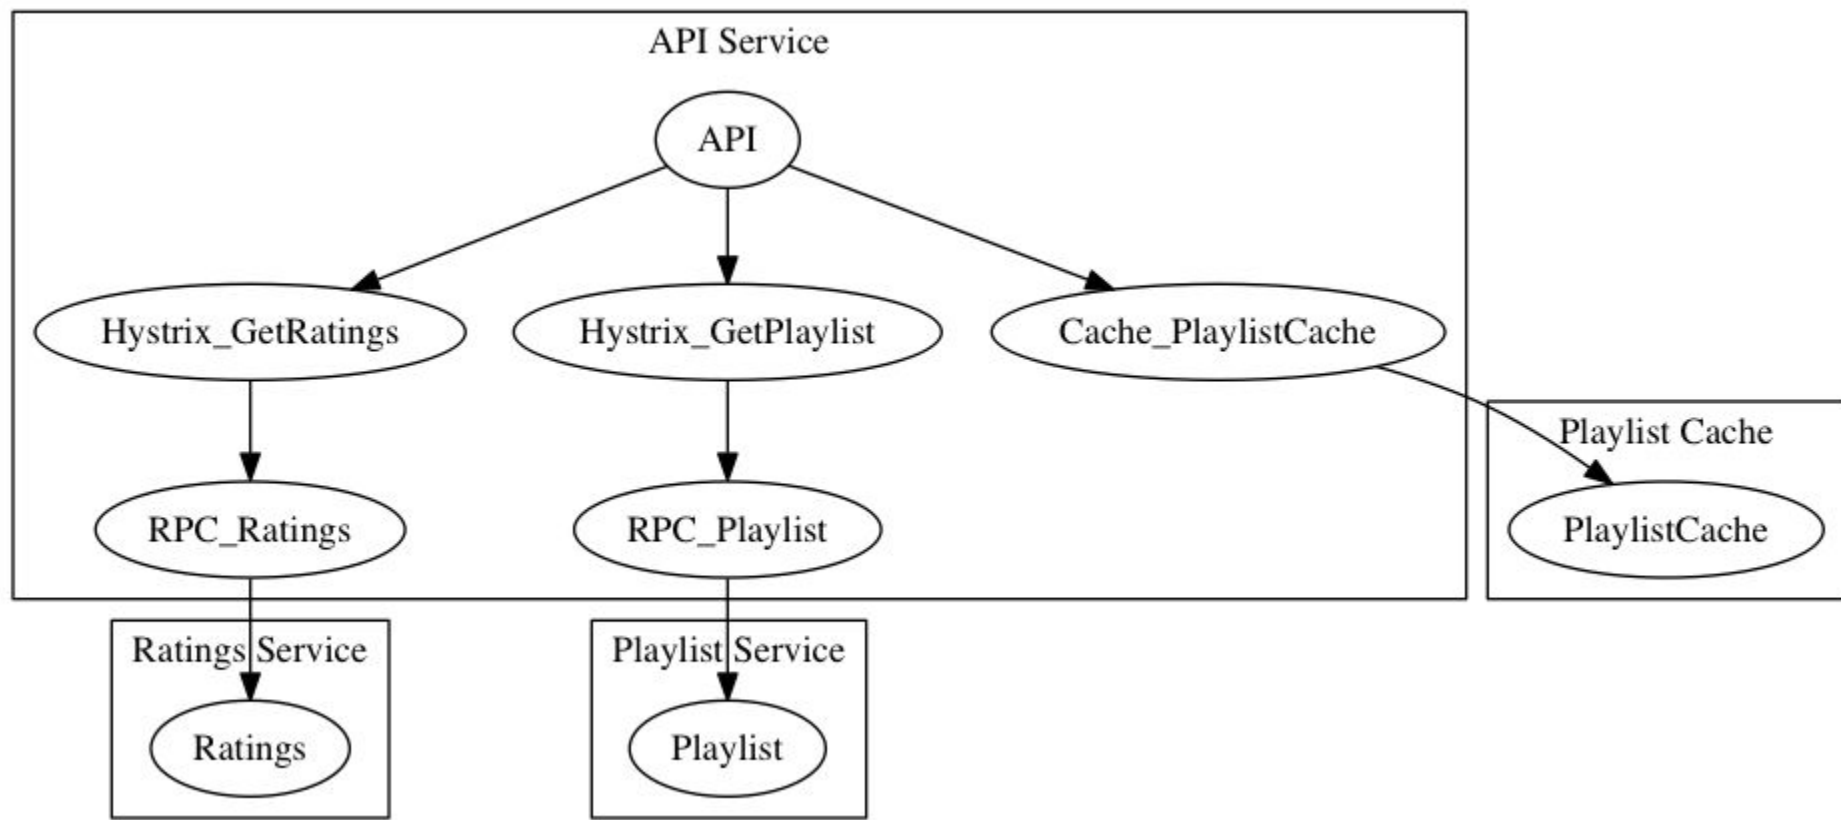 API Service
API
Hystrix_GetRatings
Hystrix_GetPlaylist
Cache_PlaylistCache
Playlist Cache
RPC_Ratings
RPC_Playlist
PlaylistCache
Ratings Service
Playlist Service
Ratings
Playlist